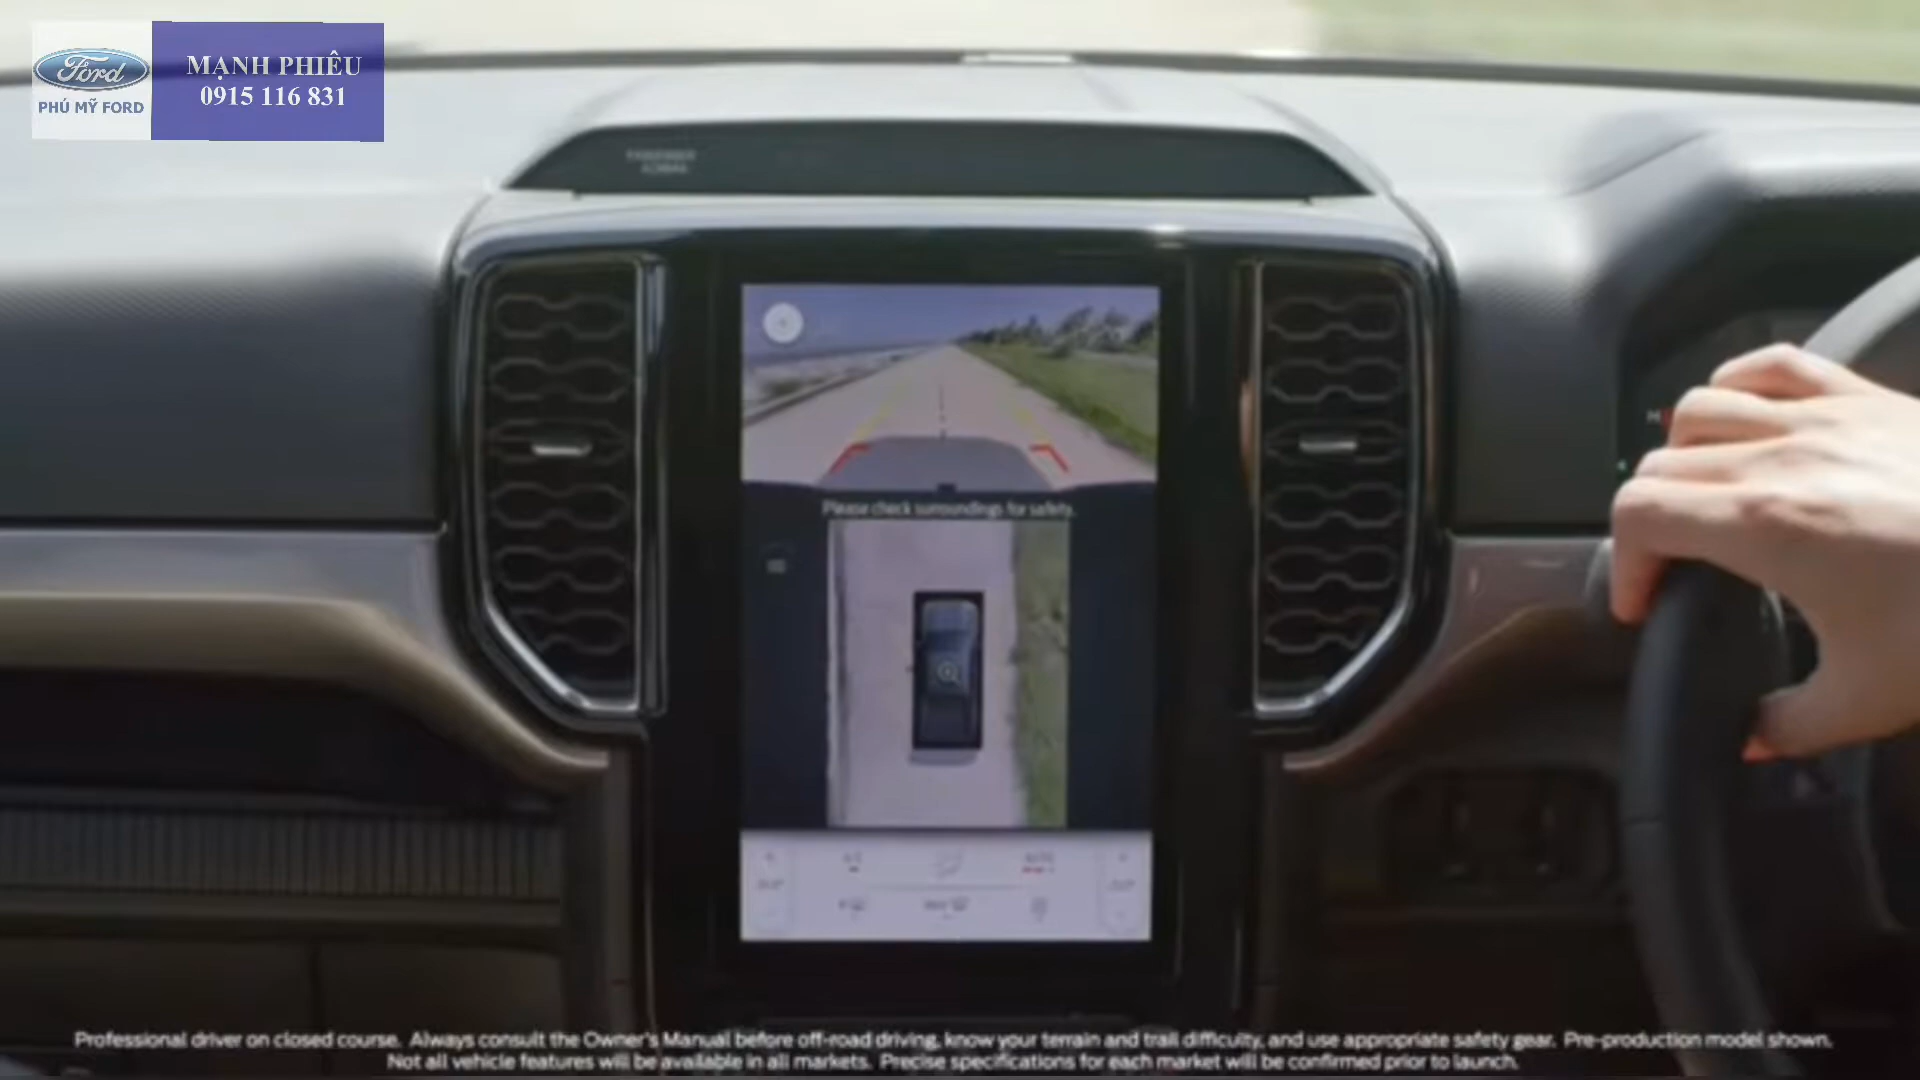 Ford
PHÚ MỸ FORD
MẠNH PHIÊU
0915 116 831
PASSENGER
AIRBAG
Please check surroundings for safety.
Professional driver on closed course. Always consult the Owner's Manual before off-road driving, know your terrain and trail difficulty, and use appropriate safety gear. Pre-production model shown.
Not all vehicle features will be available in all markets. Precise specifications for each market will be confirmed prior to launch.